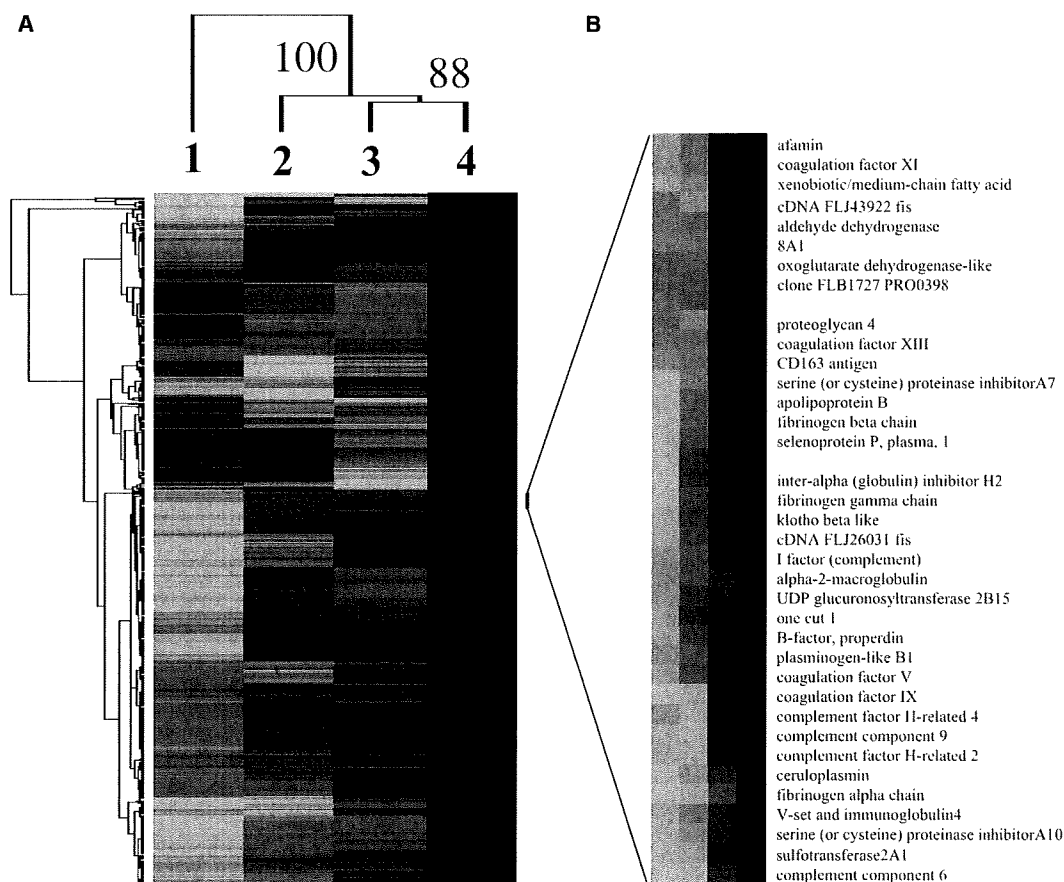 A
B
100
88
1
2
3
4
afamin
coagulation factor XI
xenobiotic/medium-chain fatty acid
cDNA FLJ43922 fis
aldehyde dehydrogenase
8A1
oxoglutarate dehydrogenase-like
clone FLB1727 PRO0398
proteoglycan 4
coagulation factor XIII
CD163 antigen
serine (or cysteine) proteinase inhibitorA7
apolipoprotein B
fibrinogen beta chain
selenoprotein P, plasma, 1
inter-alpha (globulin) inhibitor H2
fibrinogen gamma chain
klotho beta like
cDNA FLJ26031 fis
I factor (complement)
alpha-2-macroglobulin
UDP glucuronosyltransferase 2B15
one cut 1
B-factor, properdin
plasminogen-like B1
coagulation factor V
coagulation factor IX
complement factor H-related 4
complement component 9
complement factor H-related 2
ceruloplasmin
fibrinogen alpha chain
V-set and immunoglobulin4
serine (or cysteine) proteinase inhibitorA10
sulfotransferase2A1
complement component 6